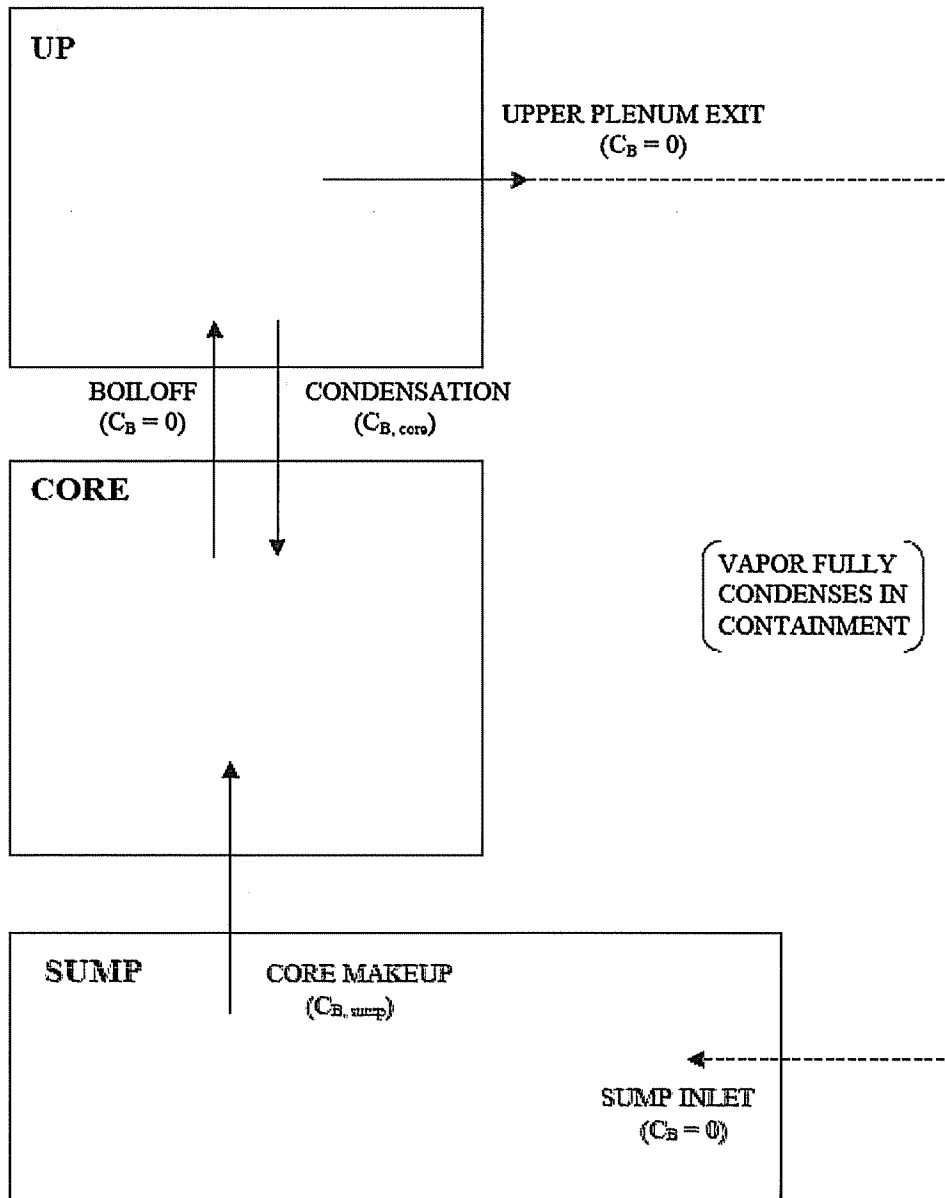 UP
UPPER PLENUM EXIT
(C_B = 0)
BOILOFF
(C_B = 0)
CONDENSATION
(C_B, core)
CORE
VAPOR FULLY
CONDENSES IN
CONTAINMENT
SUMP
CORE MAKEUP
(C_B, sump)
SUMP INLET
(C_B = 0)